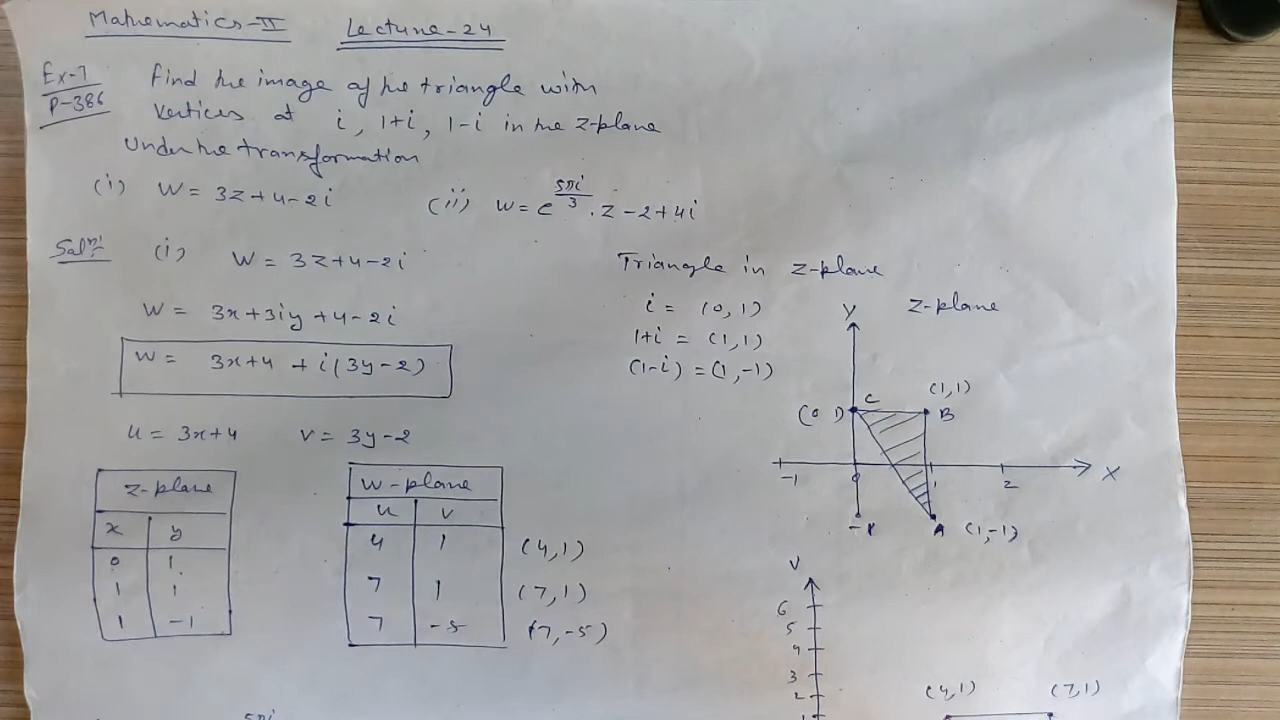 Mathematics-II Lecture-24
Ex-7 Find the image of the triangle with
P-386 Vertices at i, 1+i, 1-i in the z-plane
Under the transformation
(i) W = 3z+4-2i (ii) W = e^(5πi/3) . z - 2+4i
Solⁿ: (i) W = 3z+4-2i
W = 3x+3iy+4-2i
W = 3x+4 + i(3y-2)
u = 3x+4 v = 3y-2
z-plane
x y
0 1
1 1
1 -1
W-plane
u v
4 1 (4,1)
7 1 (7,1)
7 -5 (7,-5)
Triangle in z-plane
i = (0,1)
1+i = (1,1)
(1-i) = (1,-1)
y z-plane
(1,1)
(0 1) C B
-1 0 1 2 X
A (1,-1)
v
6
5
4
3
2
(4,1) (7,1)
5πi